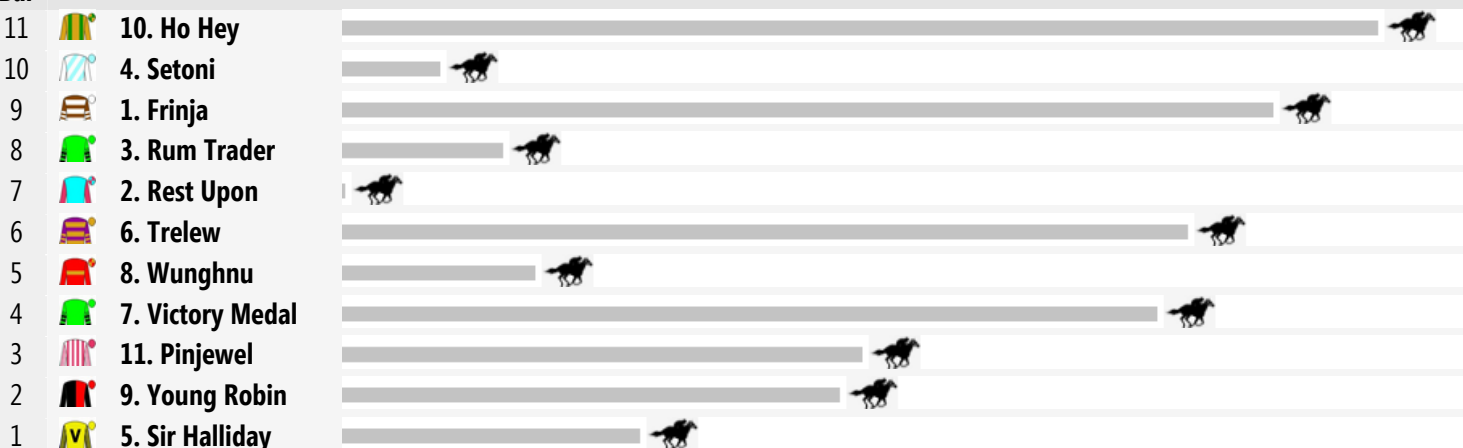 11 10. Ho Hey
10 4. Setoni
9 1. Frinja
8 3. Rum Trader
7 2. Rest Upon
6 6. Trelew
5 8. Wunghnu
4 7. Victory Medal
3 11. Pinjewel
2 9. Young Robin
1 V 5. Sir Halliday